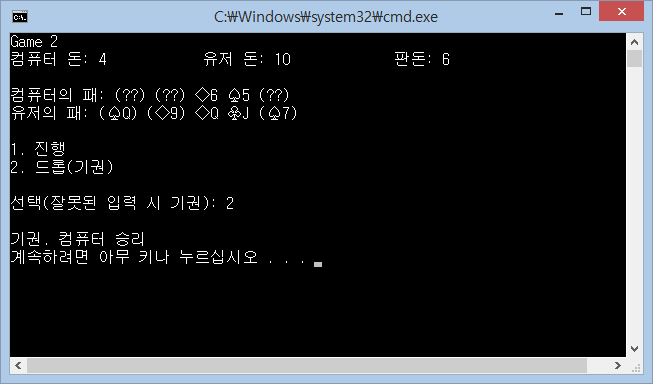 C:₩Windows₩system32₩cmd.exe
Game 2
컴퓨터 돈: 4 유저 돈: 10 판돈: 6
컴퓨터의 패: (??) (??) ◇6 ♤5 (??)
유저의 패: (♤Q) (◇9) ◇Q ♧J (♤7)
1. 진행
2. 드롭(기권)
선택(잘못된 입력 시 기권): 2
기권. 컴퓨터 승리
계속하려면 아무 키나 누르십시오 . . .